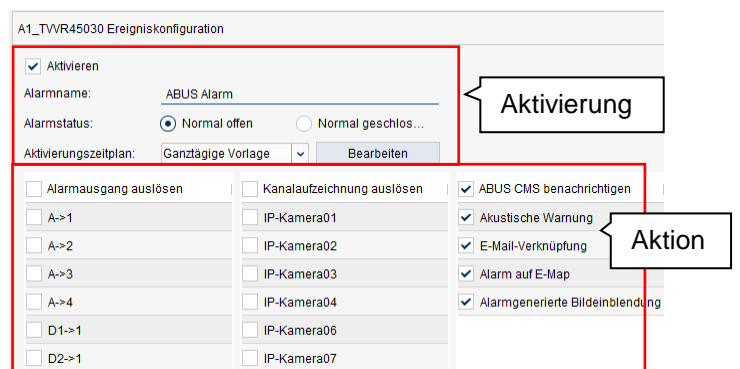 A1_TVVR45030 Ereigniskonfiguration
Aktivieren
Alarmname: ABUS Alarm
Alarmstatus: Normal offen Normal geschlos...
Aktivierungszeitplan: Ganztägige Vorlage Bearbeiten
Aktivierung
Alarmausgang auslösen Kanalaufzeichnung auslösen ABUS CMS benachrichtigen
A->1 IP-Kamera01 Akustische Warnung
A->2 IP-Kamera02 E-Mail-Verknüpfung
A->3 IP-Kamera03 Alarm auf E-Map
A->4 IP-Kamera04 Alarmgenerierte Bildeinblendung
D1->1 IP-Kamera06
D2->1 IP-Kamera07
Aktion